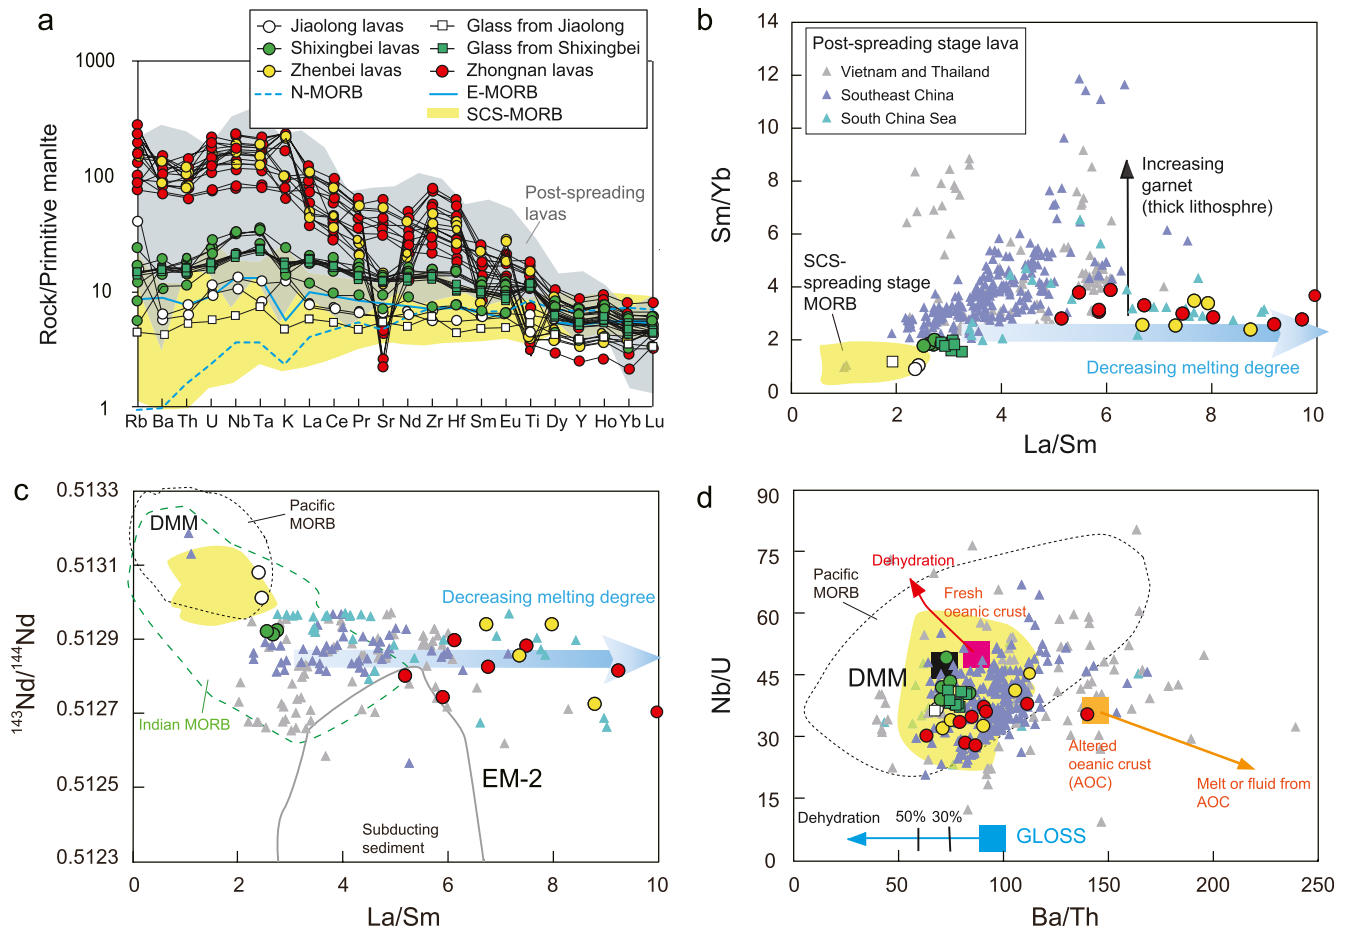 a
Jiaolong lavas
Glass from Jiaolong
Shixingbei lavas
Glass from Shixingbei
Zhenbei lavas
Zhongnan lavas
N-MORB
E-MORB
SCS-MORB
Post-spreading
lavas
Rock/Primitive manlte
1000
100
10
1
Rb Ba Th U Nb Ta K La Ce Pr Sr Nd Zr Hf Sm Eu Ti Dy Y Ho Yb Lu
b
Post-spreading stage lava
Vietnam and Thailand
Southeast China
South China Sea
Increasing
garnet
(thick lithosphre)
SCS-
spreading stage
MORB
Decreasing melting degree
Sm/Yb
14
12
10
8
6
4
2
0
0 2 4 6 8 10
La/Sm
c
0.5133
0.5131
0.5129
0.5127
0.5125
0.5123
143Nd/144Nd
DMM
Pacific
MORB
Decreasing melting degree
Indian MORB
EM-2
Subducting
sediment
0 2 4 6 8 10
La/Sm
d
90
75
60
45
30
15
0
Nb/U
Dehydration
Pacific
MORB
Fresh
oeanic crust
DMM
Altered
oeanic crust
(AOC)
Melt or fluid from
AOC
Dehydration 50% 30%
GLOSS
0 50 100 150 200 250
Ba/Th